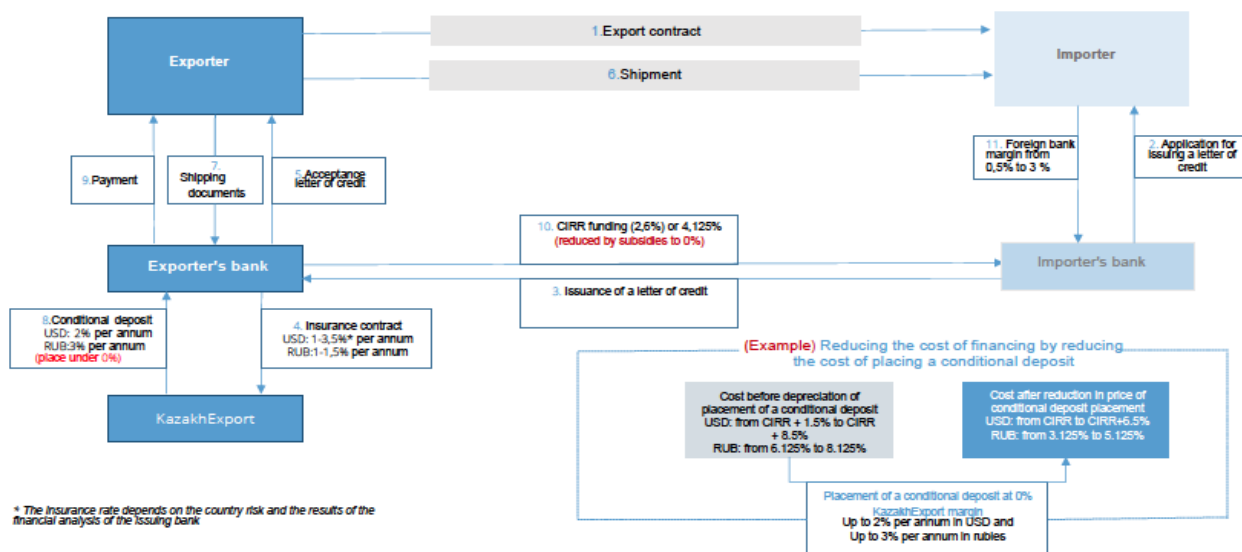 1.Export contract
Exporter
Importer
6.Shipment
9.Payment
7.
Shipping
documents
5.Acceptance
letter of credit
11. Foreign bank
margin from
0,5% to 3 %
2. Application for
issuing a letter of
credit
10. CIRR funding (2,6%) or 4,125%
(reduced by subsidies to 0%)
Exporter's bank
Importer's bank
3. Issuance of a letter of credit
8.Conditional deposit
USD: 2% per annum
RUB:3% per annum
(place under 0%)
4. Insurance contract
USD: 1-3,5%* per annum
RUB:1-1,5% per annum
KazakhExport
(Example) Reducing the cost of financing by reducing
the cost of placing a conditional deposit
Cost before depreciation of
placement of a conditional deposit
USD: from CIRR + 1.5% to CIRR
+ 8.5%
RUB: from 6.125% to 8.125%
Cost after reduction in price of
conditional deposit placement
USD: from CIRR to CIRR+6.5%
RUB: from 3.125% to 5.125%
Placement of a conditional deposit at 0%
KazakhExport margin
Up to 2% per annum in USD and
Up to 3% per annum in rubles
* The insurance rate depends on the country risk and the results of the
financial analysis of the issuing bank